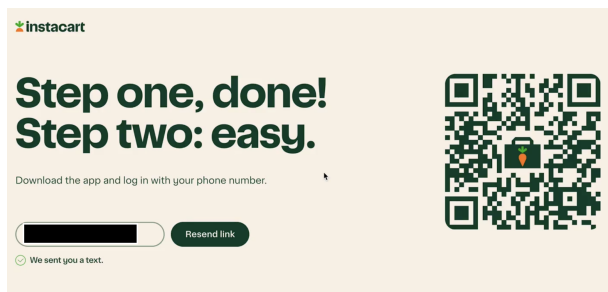 instacart
Step one, done!
Step two: easy.
Download the app and log in with your phone number.
Resend link
We sent you a text.